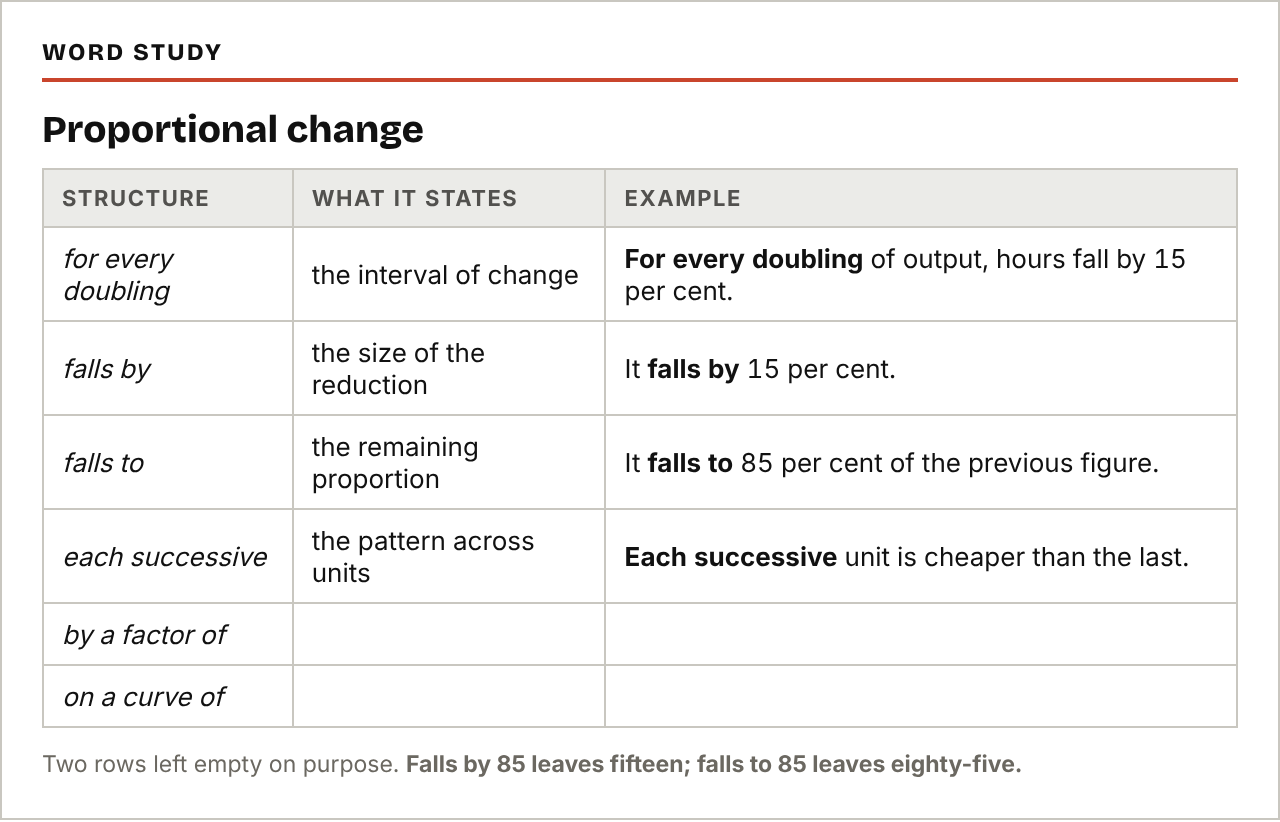 WORD STUDY
Proportional change
STRUCTURE WHAT IT STATES EXAMPLE
for every doubling the interval of change For every doubling of output, hours fall by 15 per cent.
falls by the size of the reduction It falls by 15 per cent.
falls to the remaining proportion It falls to 85 per cent of the previous figure.
each successive the pattern across units Each successive unit is cheaper than the last.
by a factor of
on a curve of
Two rows left empty on purpose. Falls by 85 leaves fifteen; falls to 85 leaves eighty-five.